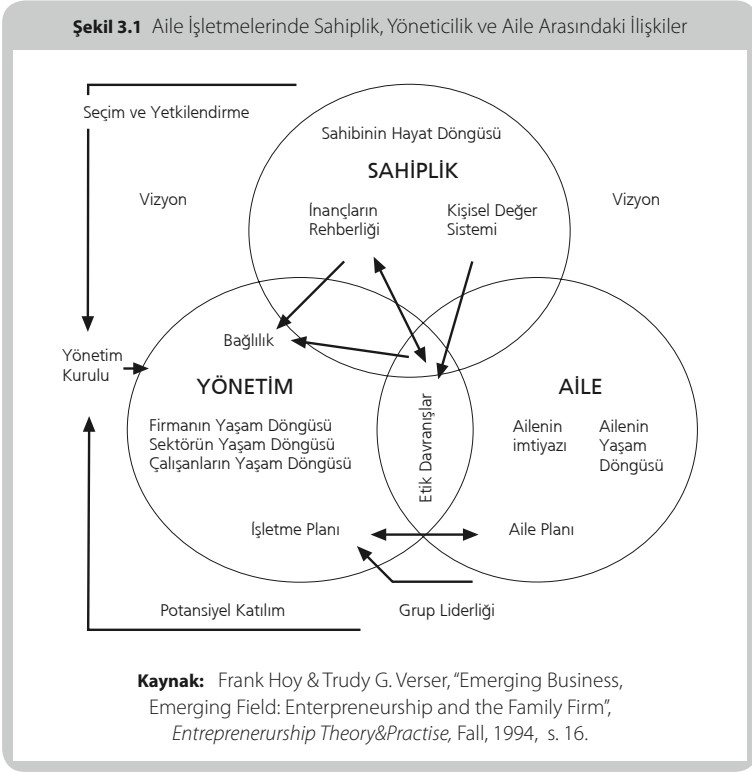 Şekil 3.1 Aile İşletmelerinde Sahiplik, Yöneticilik ve Aile Arasındaki İlişkiler
Seçim ve Yetkilendirme
Sahibinin Hayat Döngüsü
SAHİPLİK
Vizyon
İnançların
Rehberliği
Kişisel Değer
Sistemi
Vizyon
Bağlılık
Yönetim
Kurulu
YÖNETİM
AİLE
Firmanın Yaşam Döngüsü
Sektörün Yaşam Döngüsü
Çalışanların Yaşam Döngüsü
Etik Davranışlar
Ailenin
imtiyazı
Ailenin
Yaşam
Döngüsü
İşletme Planı
Aile Planı
Potansiyel Katılım
Grup Liderliği
Kaynak: Frank Hoy & Trudy G. Verser, “Emerging Business,
Emerging Field: Enterpreneurship and the Family Firm”,
Entreprenerurship Theory&Practise, Fall, 1994, s. 16.